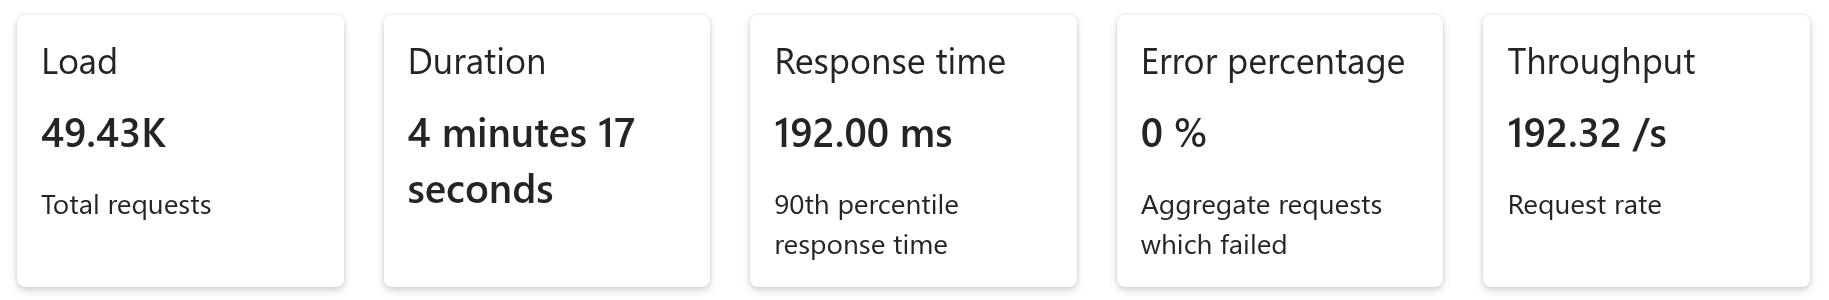 Load
49.43K
Total requests
Duration
4 minutes 17
seconds
Response time
192.00 ms
90th percentile
response time
Error percentage
0 %
Aggregate requests
which failed
Throughput
192.32 /s
Request rate